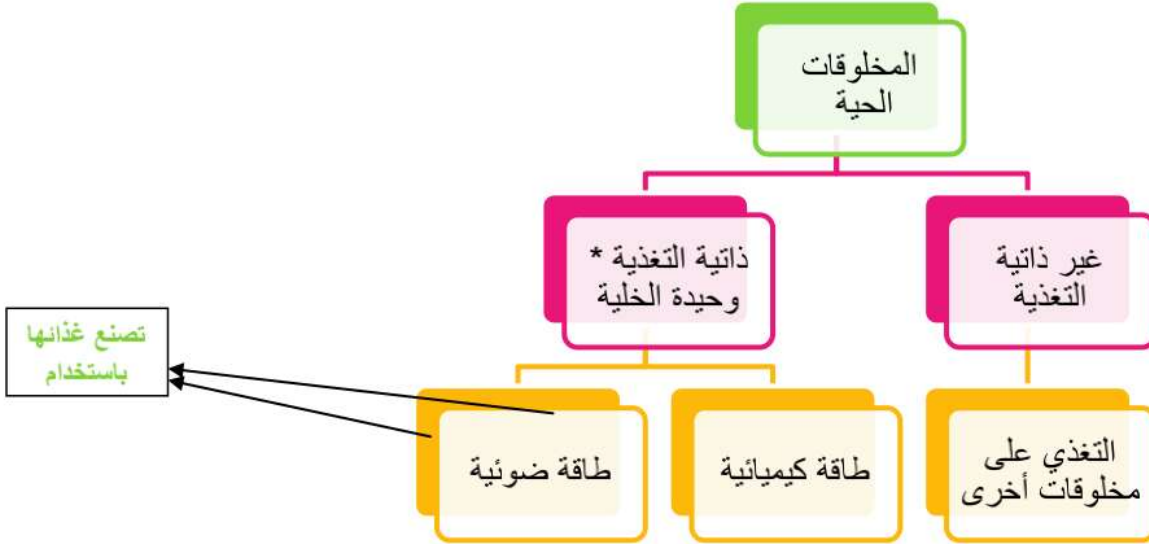 المخلوقات
الحية
غير ذاتية
التغذية
ذاتية التغذية *
وحيدة الخلية
التغذي على
مخلوقات أخرى
طاقة كيميائية
طاقة ضوئية
تصنع غذائها
باستخدام